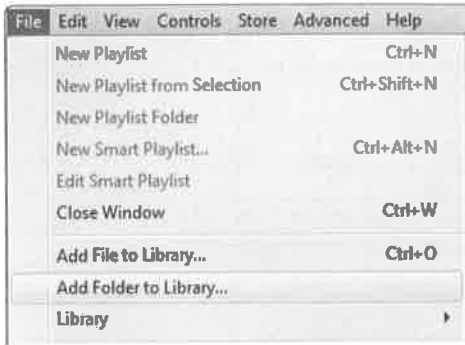 File Edit View Controls Store Advanced Help
New Playlist Ctrl+N
New Playlist from Selection Ctrl+Shift+N
New Playlist Folder
New Smart Playlist... Ctrl+Alt+N
Edit Smart Playlist
Close Window Ctrl+W
Add File to Library... Ctrl+O
Add Folder to Library...
Library